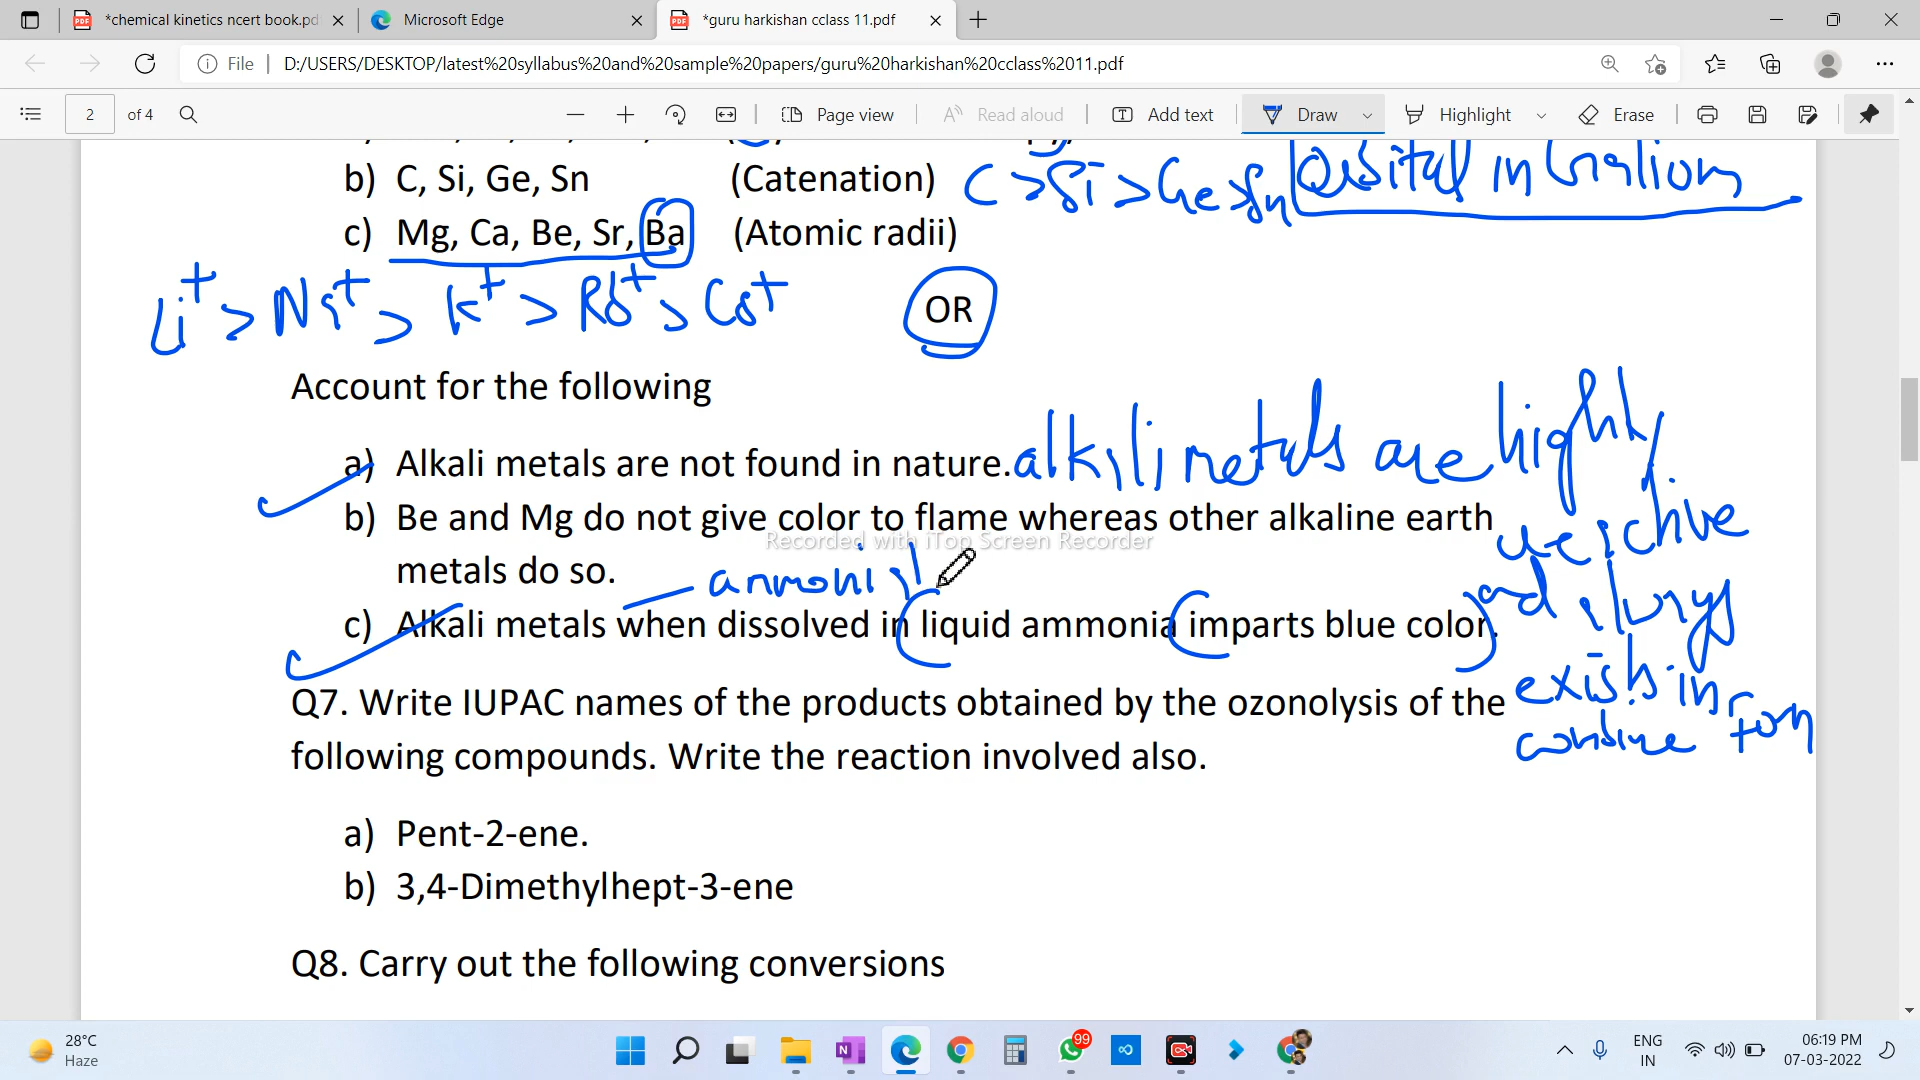 *chemical kinetics ncert book.pd
Microsoft Edge
*guru harkishan cclass 11.pdf
File
D:/USERS/DESKTOP/latest%20syllabus%20and%20sample%20papers/guru%20harkishan%20cclass%2011.pdf
2 of 4
Page view
Read aloud
Add text
Draw
Highlight
Erase
b) C, Si, Ge, Sn (Catenation) C > Si > Ge > Sn
c) Mg, Ca, Be, Sr, Ba (Atomic radii)
Li+ > Na+ > K+ > Rb+ > Cs+
OR
Account for the following
a) Alkali metals are not found in nature. alkali metals are highly
b) Be and Mg do not give color to flame whereas other alkaline earth
metals do so.
reactive
Recorded with iTop Screen Recorder
ammonia
and always
c) Alkali metals when dissolved in liquid ammonia imparts blue color.
exists in
combine form
Q7. Write IUPAC names of the products obtained by the ozonolysis of the
following compounds. Write the reaction involved also.
a) Pent-2-ene.
b) 3,4-Dimethylhept-3-ene
Q8. Carry out the following conversions
28°C
Haze
99
ENG
IN
06:19 PM
07-03-2022